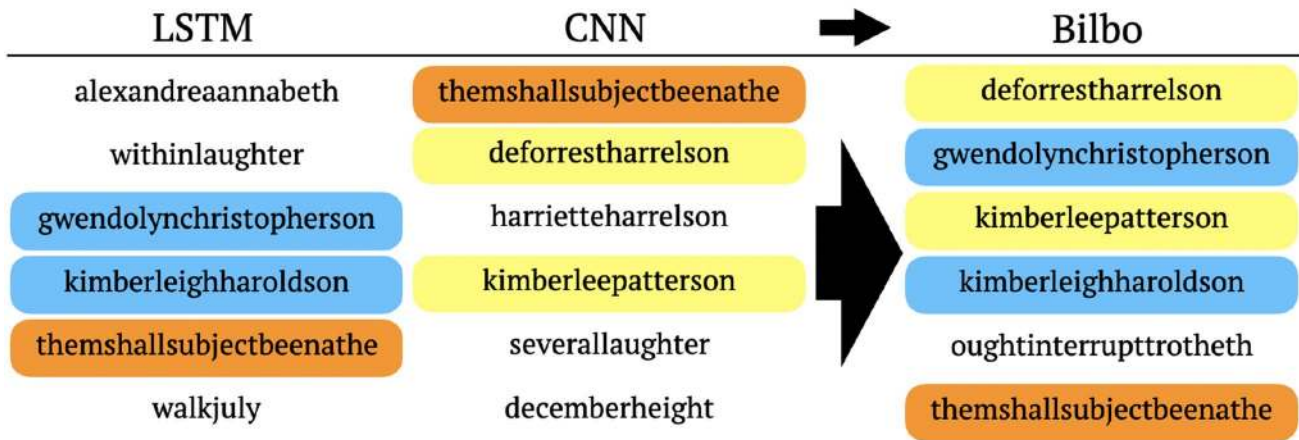 LSTM CNN Bilbo
alexandreaannabeth themshallsubjectbeenathe deforrestharrelson
withinlaughter deforrestharrelson gwendolynchristopherson
gwendolynchristopherson harrietteharrelson kimberleepatterson
kimberleighharoldson kimberleepatterson kimberleighharoldson
themshallsubjectbeenathe severallaughter oughtinterrupttrotheth
walkjuly decemberheight themshallsubjectbeenathe